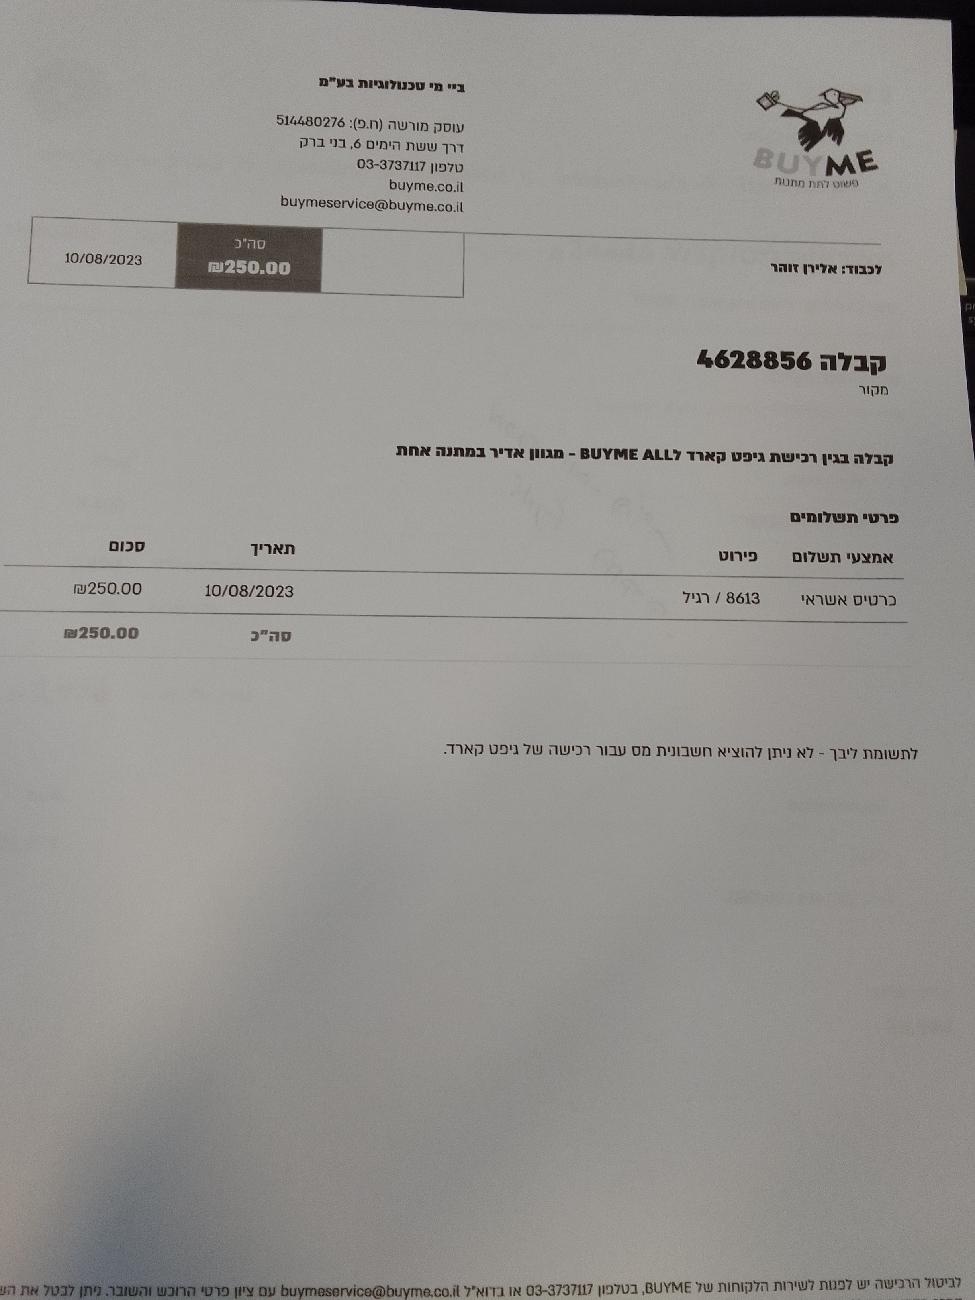 BUYME
פשוט לתת מתנות
ביי מי טכנולוגיות בע"מ
עוסק מורשה (ח.פ): 514480276
דרך ששת הימים 6, בני ברק
טלפון 03-3737117
buyme.co.il
buymeservice@buyme.co.il
סה"כ
₪250.00
10/08/2023
לכבוד: אלירן זוהר
קבלה 4628856
מקור
קבלה בגין רכישת גיפט קארד לBUYME ALL - מגוון אדיר במתנה אחת
פרטי תשלומים
אמצעי תשלום פירוט תאריך סכום
כרטיס אשראי 8613 / רגיל 10/08/2023 ₪250.00
סה"כ ₪250.00
לתשומת ליבך - לא ניתן להוציא חשבונית מס עבור רכישה של גיפט קארד.
לביטול הרכישה יש לפנות לשירות הלקוחות של BUYME, בטלפון 03-3737117 או בדוא"ל buymeservice@buyme.co.il עם ציון פרטי הרוכש והשובר. ניתן לבטל את